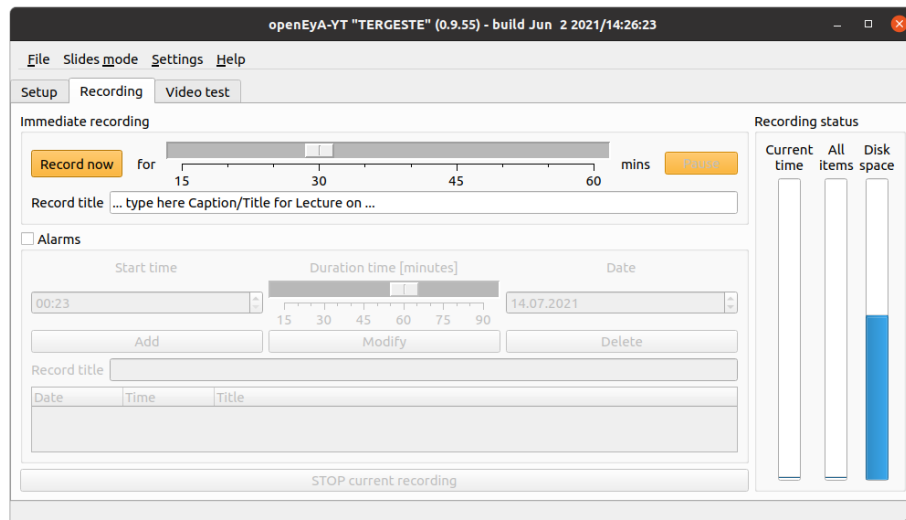 openEyA-YT "TERGESTE" (0.9.55) - build Jun  2 2021/14:26:23
File Slides mode Settings Help
Setup Recording Video test
Immediate recording
Record now for mins Pause
15 30 45 60
Record title ... type here Caption/Title for Lecture on ...
Alarms
Start time Duration time [minutes] Date
00:23 14.07.2021
15 30 45 60 75 90
Add Modify Delete
Record title
Date Time Title
STOP current recording
Recording status
Current All Disk
time items space